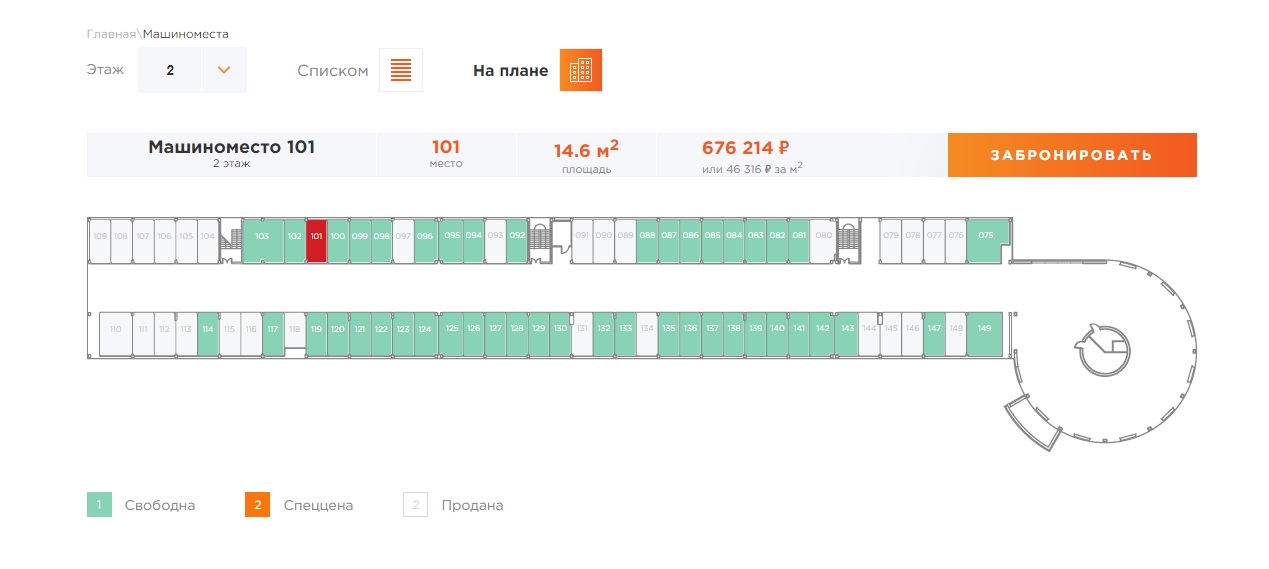 Главная\Машиноместа
Этаж 2 Списком На плане
Машиноместо 101 101 14.6 м2 676 214 ₽ ЗАБРОНИРОВАТЬ
2 этаж место площадь или 46 316 ₽ за м2
109 108 107 106 105 104 103 102 101 100 099 098 097 096 095 094 093 092 091 090 089 088 087 086 085 084 083 082 081 080 079 078 077 076 075
110 111 112 113 114 115 116 117 118 119 120 121 122 123 124 125 126 127 128 129 130 131 132 133 134 135 136 137 138 139 140 141 142 143 144 145 146 147 148 149
1 Свободна 2 Спеццена 2 Продана